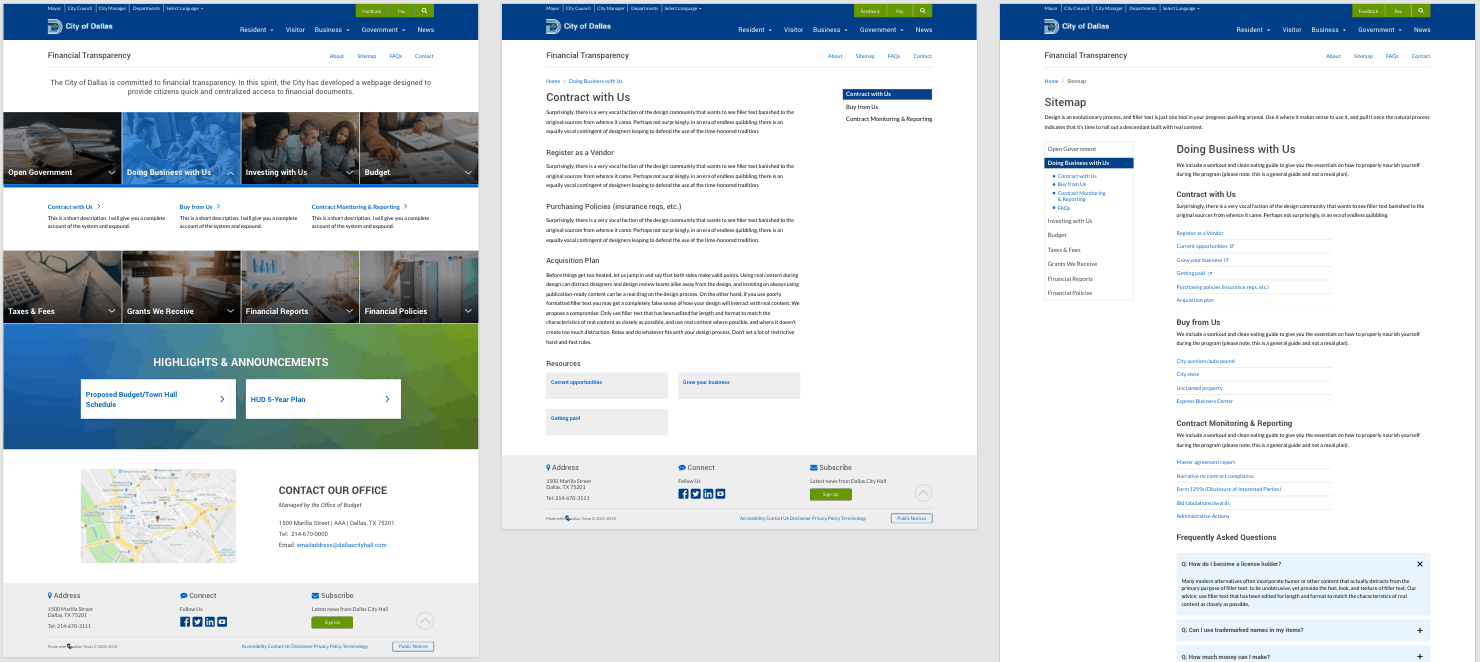 Mayor City Council City Manager Departments Select Language
Feedback Pay
City of Dallas
Resident Visitor Business Government News
Financial Transparency
About Sitemap FAQs Contact
The City of Dallas is committed to financial transparency. In this spirit, the City has developed a webpage designed to
provide citizens quick and centralized access to financial documents.
Open Government
Doing Business with Us
Investing with Us
Budget
Contract with Us
This is a short description. I will give you a complete
account of the system and expound.
Buy from Us
This is a short description. I will give you a complete
account of the system and expound.
Contract Monitoring & Reporting
This is a short description. I will give you a complete
account of the system and expound.
Taxes & Fees
Grants We Receive
Financial Reports
Financial Policies
HIGHLIGHTS & ANNOUNCEMENTS
Proposed Budget/Town Hall
Schedule
HUD 5-Year Plan
CONTACT OUR OFFICE
Managed by the Office of Budget
1500 Marilla Street | AAA | Dallas, TX 75201
Tel: 214-670-0000
Email: emailaddress@dallascityhall.com
Address
1500 Marilla Street
Dallas, TX 75201
Tel: 214-670-3111
Connect
Follow Us
Subscribe
Latest news from Dallas City Hall
Sign Up
Accessibility Contact Us Disclaimer Privacy Policy Terminology
Public Notices
Mayor City Council City Manager Departments Select Language
Feedback Pay
City of Dallas
Resident Visitor Business Government News
Financial Transparency
About Sitemap FAQs Contact
Home / Doing Business with Us
Contract with Us
Surprisingly, there is a very vocal faction of the design community that wants to see filler text banished to the
original sources from whence it came. Perhaps not surprisingly, in an era of endless quibbling, there is an
equally vocal contingent of designers leaping to defend the use of the time-honored tradition.
Register as a Vendor
Surprisingly, there is a very vocal faction of the design community that wants to see filler text banished to the
original sources from whence it came. Perhaps not surprisingly, in an era of endless quibbling, there is an
equally vocal contingent of designers leaping to defend the use of the time-honored tradition.
Purchasing Policies (insurance reqs, etc.)
Surprisingly, there is a very vocal faction of the design community that wants to see filler text banished to the
original sources from whence it came. Perhaps not surprisingly, in an era of endless quibbling, there is an
equally vocal contingent of designers leaping to defend the use of the time-honored tradition.
Acquisition Plan
Before things get too heated, let us jump in and say that both sides make valid points. Using real content during
design can distract designers and design review teams alike away from the design, and insisting on always using
publication-ready content can be a real drag on the design process. On the other hand, if you use poorly
formatted filler text you may get a completely false sense of how your design will interact with real content. We
propose a compromise: Only use filler text that has been edited for length and format to match the
characteristics of real content as closely as possible, and use real content where possible, and where it doesn't
create too much distraction. Relax and do whatever fits with your design process. Don't set a lot of restrictive
hard-and-fast rules.
Resources
Current opportunities
Grow your business
Getting paid
Contract with Us
Buy from Us
Contract Monitoring & Reporting
Address
1500 Marilla Street
Dallas, TX 75201
Tel: 214-670-3111
Connect
Follow Us
Subscribe
Latest news from Dallas City Hall
Sign Up
Accessibility Contact Us Disclaimer Privacy Policy Terminology
Public Notices
Mayor City Council City Manager Departments Select Language
Feedback Pay
City of Dallas
Resident Visitor Business Government News
Financial Transparency
About Sitemap FAQs Contact
Home / Sitemap
Sitemap
Design is an evolutionary process, and filler text is just one tool in your progress-pushing arsenal. Use it where it makes sense to use it, and pull it once the natural process
indicates that it's time to roll out a descendant built with real content.
Open Government
Doing Business with Us
Contract with Us
Buy from Us
Contract Monitoring
& Reporting
FAQs
Investing with Us
Budget
Taxes & Fees
Grants We Receive
Financial Reports
Financial Policies
Doing Business with Us
We include a workout and clean eating guide to give you the essentials on how to properly nourish yourself
during the program (please note, this is a general guide and not a meal plan).
Contract with Us
Surprisingly, there is a very vocal faction of the design community that wants to see filler text banished to the
original sources from whence it came. Perhaps not surprisingly, in an era of endless quibbling.
Register as a Vendor
Current opportunities
Grow your business
Getting paid
Purchasing policies (insurance reqs, etc.)
Acquisition plan
Buy from Us
We include a workout and clean eating guide to give you the essentials on how to properly nourish yourself
during the program (please note, this is a general guide and not a meal plan).
City auctions/auto pound
City store
Unclaimed property
Express Business Center
Contract Monitoring & Reporting
We include a workout and clean eating guide to give you the essentials on how to properly nourish yourself
during the program (please note, this is a general guide and not a meal plan).
Master agreement report
Narrative re: contract compliance
Form 1295s (Disclosure of Interested Parties)
Bid tabulations/awards
Administrative Actions
Frequently Asked Questions
Q: How do I become a license holder?
Many modern alternatives often incorporate humor or other content that actually detracts from the
primary purpose of filler text: to be unobtrusive, yet provide the feel, look, and texture of filler text. Our
advice: use filler text that has been edited for length and format to match the characteristics of real
content as closely as possible,
Q: Can I use trademarked names in my items?
Q: How much money can I make?